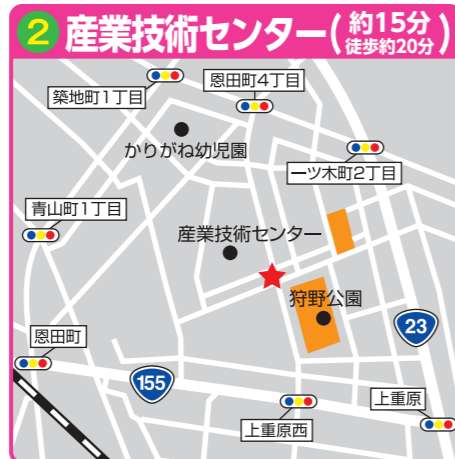 2 産業技術センター(約15分 徒歩約20分)
恩田町4丁目
築地町1丁目
かりがね幼児園
一ツ木町2丁目
青山町1丁目
産業技術センター
狩野公園
23
恩田町
155
上重原
上重原西